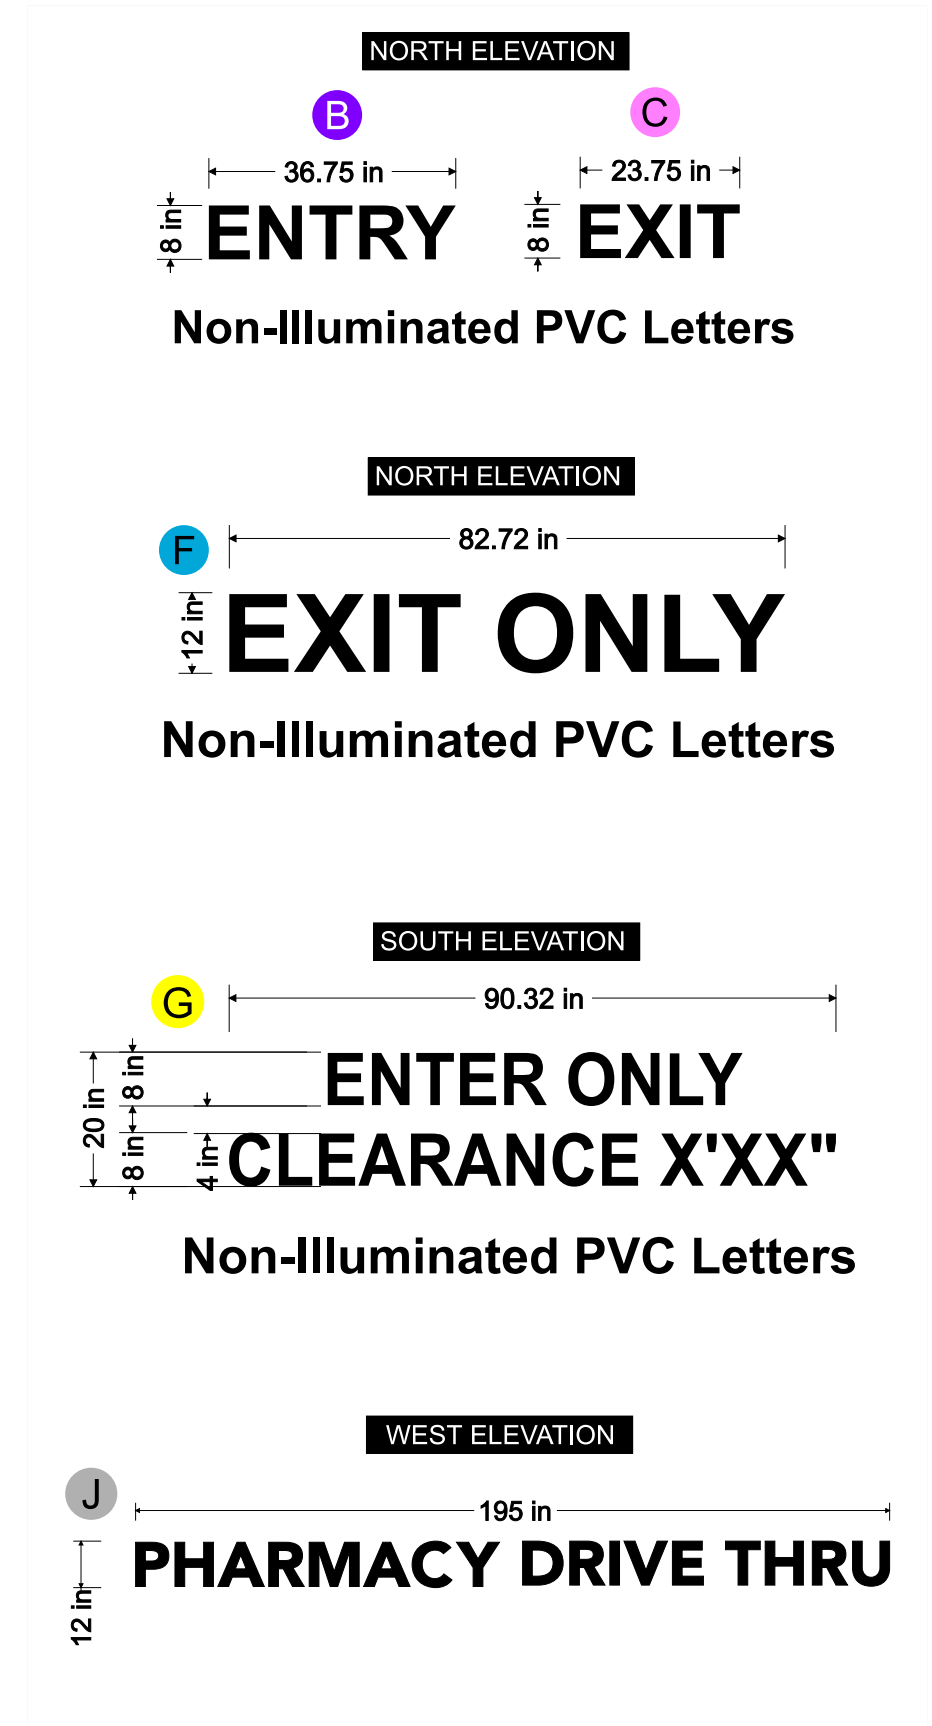 NORTH ELEVATION
B
C
36.75 in
23.75 in
8 in
ENTRY
8 in
EXIT
Non-Illuminated PVC Letters
NORTH ELEVATION
F
82.72 in
12 in
EXIT ONLY
Non-Illuminated PVC Letters
SOUTH ELEVATION
G
90.32 in
20 in
8 in
ENTER ONLY
8 in
4 in
CLEARANCE X'XX"
Non-Illuminated PVC Letters
WEST ELEVATION
J
195 in
12 in
PHARMACY DRIVE THRU